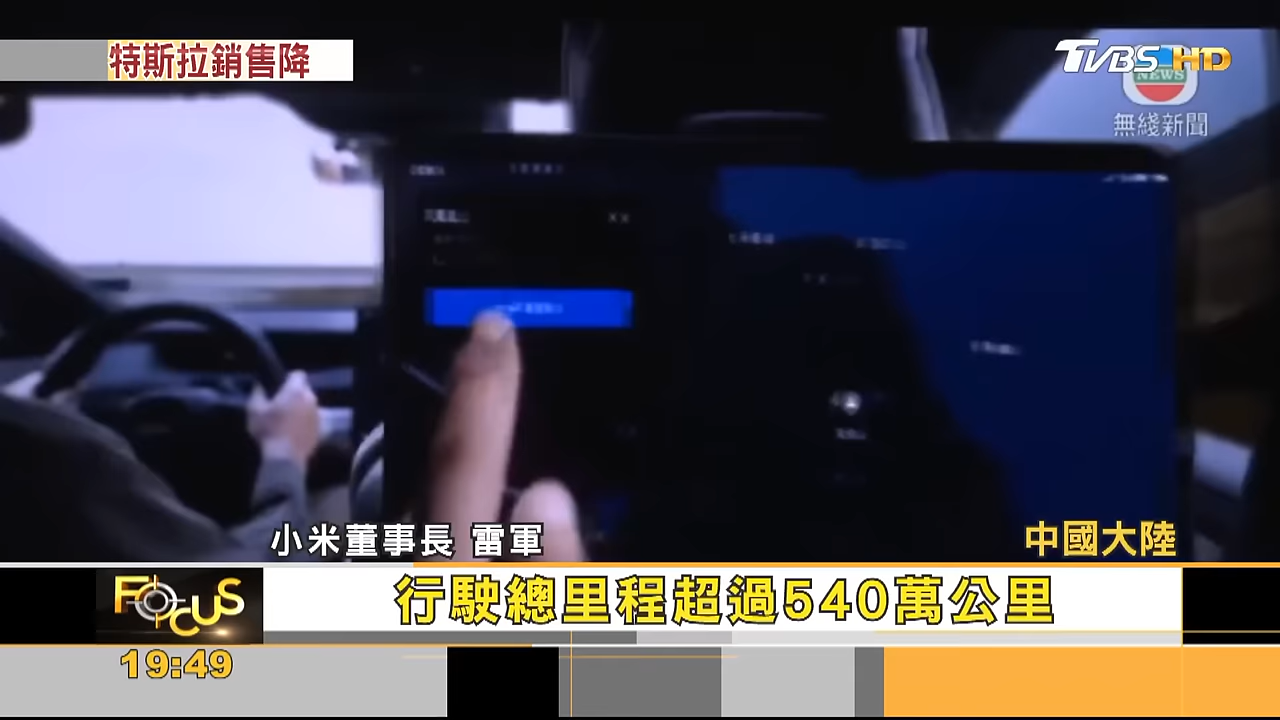 特斯拉銷售降
TVBS HD
NEWS
無綫新聞
小米董事長 雷軍
中國大陸
FOCUS
行駛總里程超過540萬公里
19:49